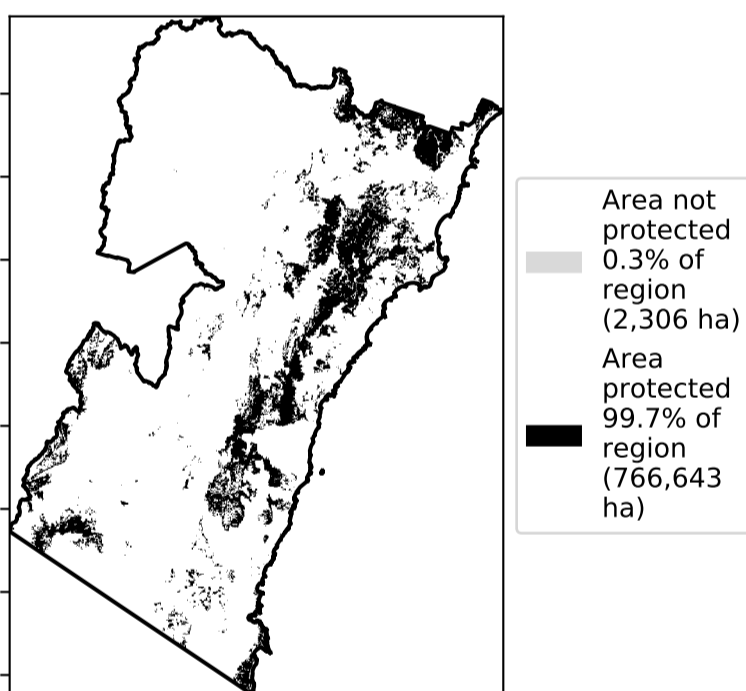 Area not
protected
0.3% of
region
(2,306 ha)
Area
protected
99.7% of
region
(766,643
ha)